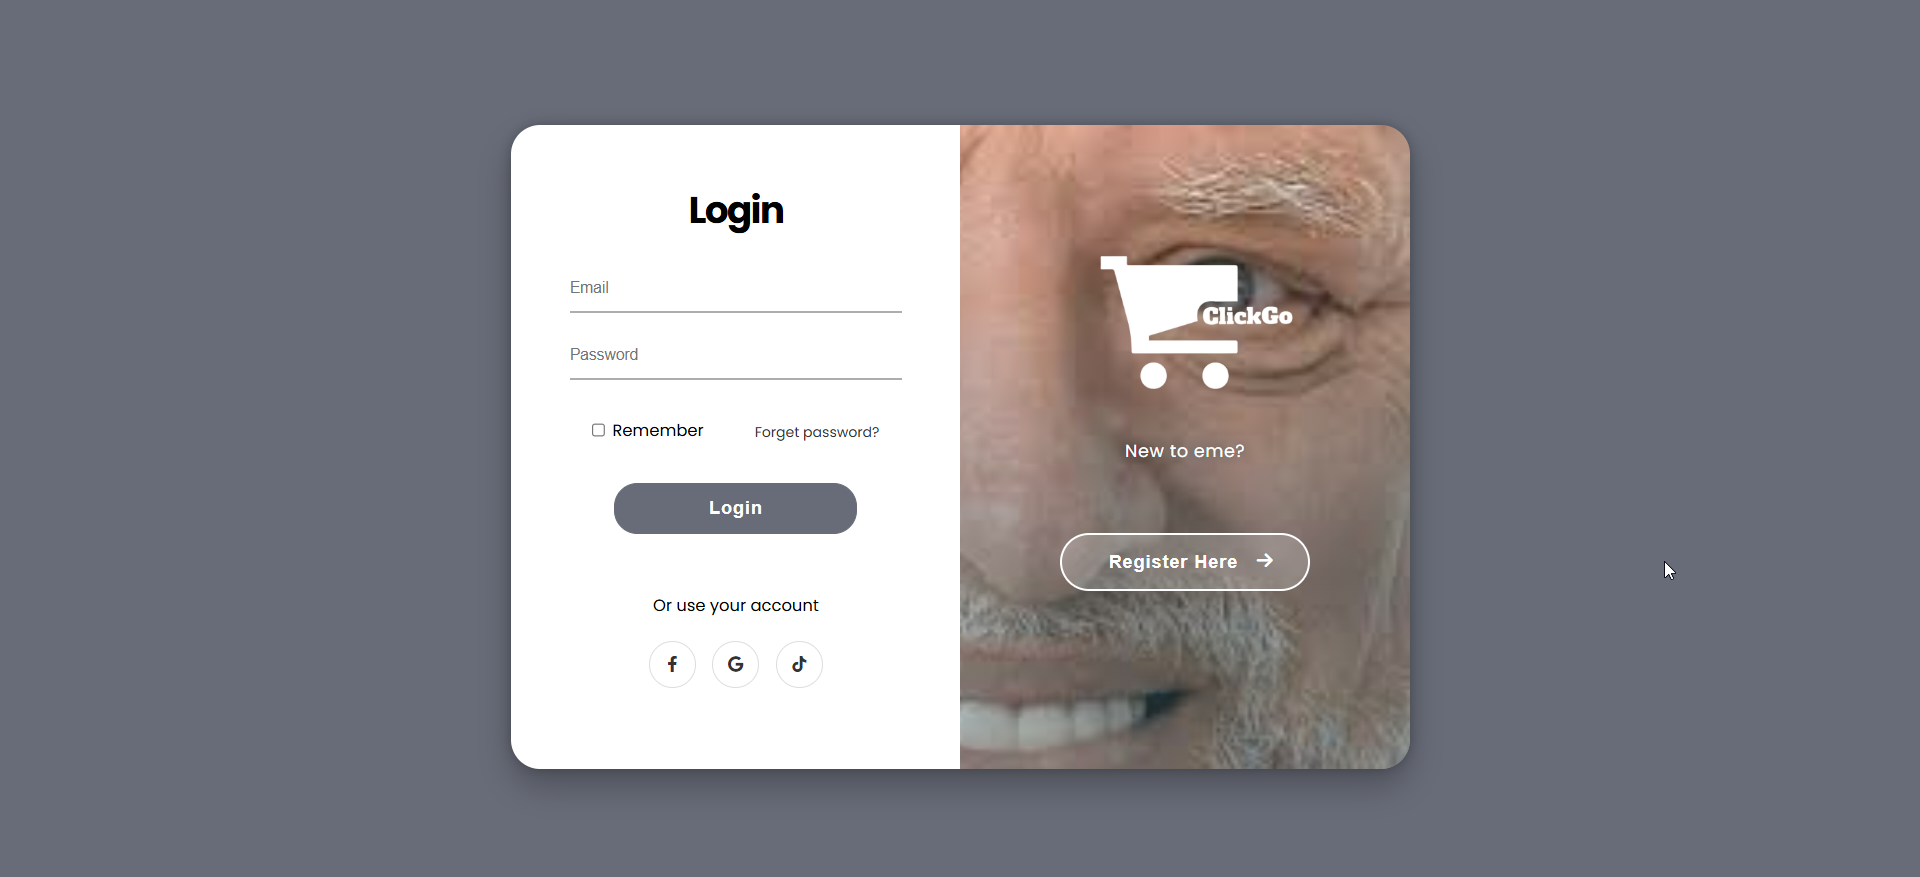 Login
Email
Password
Remember
Forget password?
Login
Or use your account
ClickGo
New to eme?
Register Here